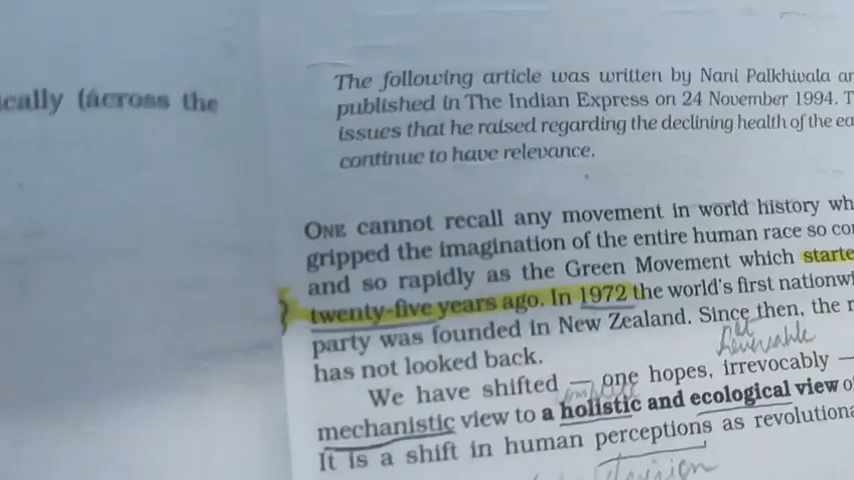 ically (across the
The following article was written by Nani Palkhivala an
published in The Indian Express on 24 November 1994. T
issues that he raised regarding the declining health of the ea
continue to have relevance.
ONE cannot recall any movement in world history wh
gripped the imagination of the entire human race so co
and so rapidly as the Green Movement which starte
twenty-five years ago. In 1972 the world's first nationwi
party was founded in New Zealand. Since then, the m
has not looked back.
We have shifted — one hopes, irrevocably —
mechanistic view to a holistic and ecological view o
It is a shift in human perceptions as revolutiona